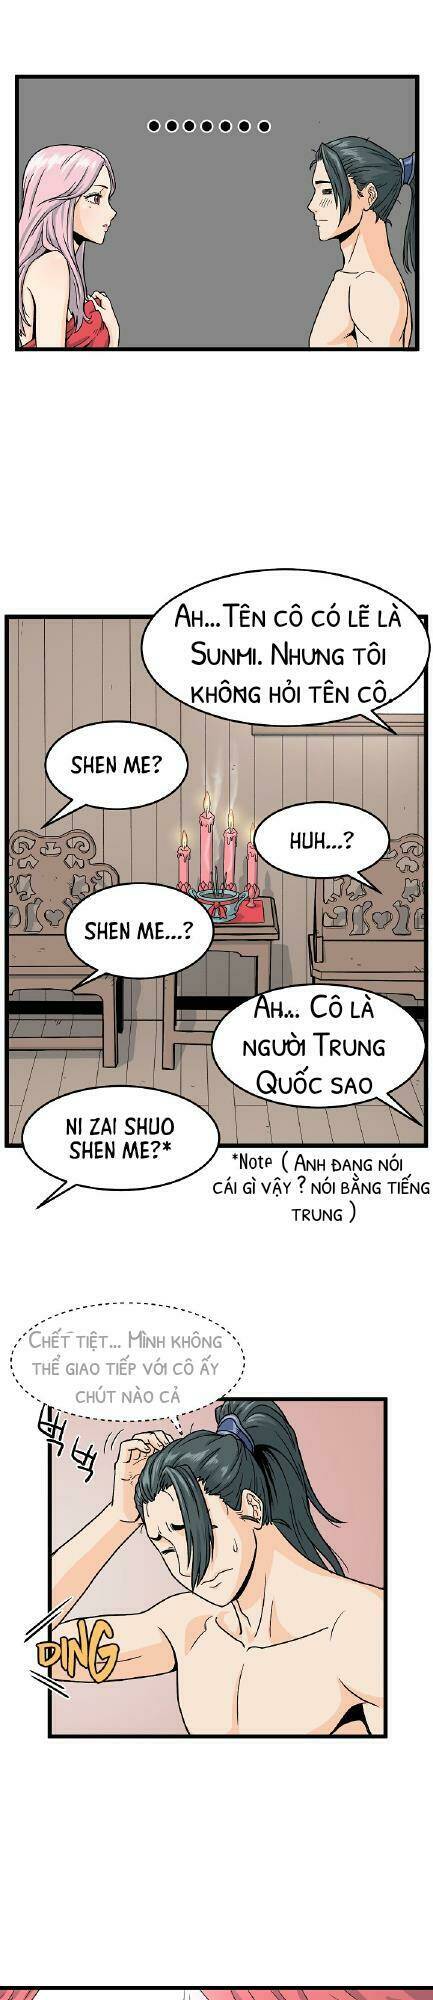 .......
Ah...Tên cô có lẽ là
Sunmi. Nhưng tôi
không hỏi tên cô.
SHEN ME?
HUH...?
SHEN ME...?
Ah... Cô là
người Trung
Quốc sao
NI ZAI SHUO
SHEN ME?*
*Note ( Anh đang nói
cái gì vậy ? nói bằng tiếng
trung )
Chết tiệt... Mình không
thể giao tiếp với cô ấy
chút nào cả
벅
벅
DING